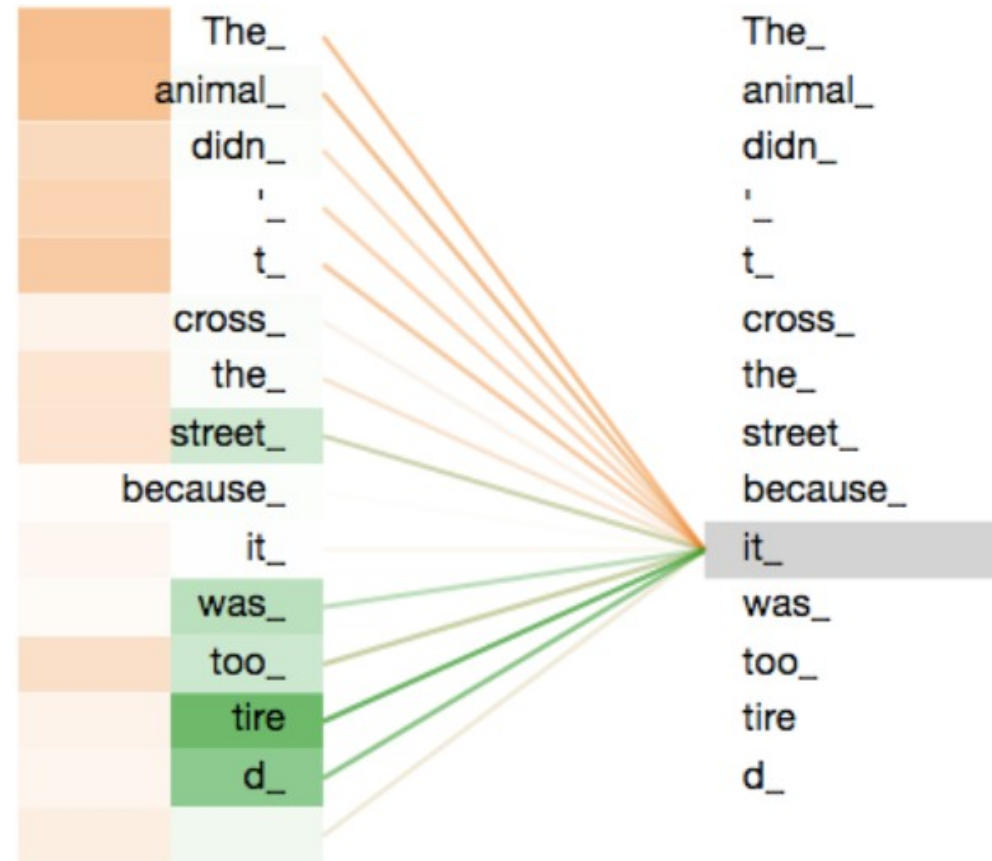 The_ The_
animal_ animal_
didn_ didn_
'_ '_
t_ t_
cross_ cross_
the_ the_
street_ street_
because_ because_
it_ it_
was_ was_
too_ too_
tire tire
d_ d_